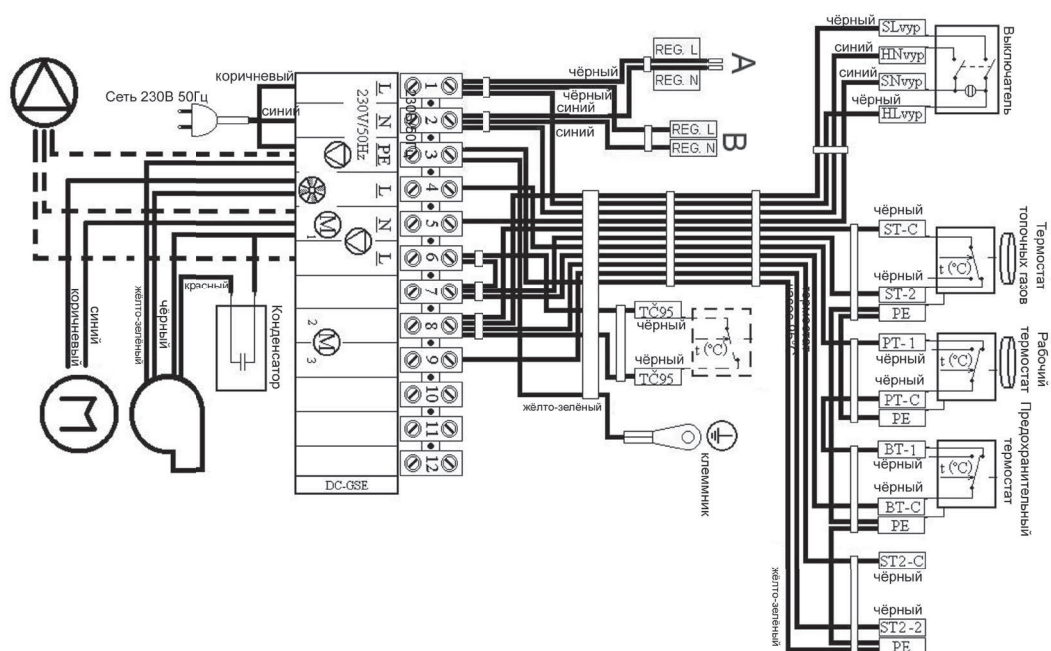 чёрный
SLvyp
синий
HNvyp
синий
SNvyp
чёрный
HLvyp
Выключатель
REG. L
чёрный
REG. N
A
чёрный
синий
синий
REG. L
REG. N
B
коричневый
Сеть 230В 50Гц
синий
230V/50Hz
L
N
PE
L
N
L
1
2
3
4
5
6
7
8
9
10
11
12
M
1
2
M
3
DC-GSE
чёрный
ST-C
чёрный
ST-2
PE
t (°C)
Термостат
топочных газов
PT-1
чёрный
PT-C
PE
t (°C)
Рабочий
термостат
BT-1
чёрный
чёрный
BT-C
PE
t (°C)
Предохранительный
термостат
ST2-C
чёрный
чёрный
ST2-2
PE
жёлто-зелёный
TČ95
чёрный
чёрный
TČ95
t (°C)
термостат
жёлто-зелёный
клеммник
красный
Конденсатор
чёрный
жёлто-зелёный
синий
коричневый
M